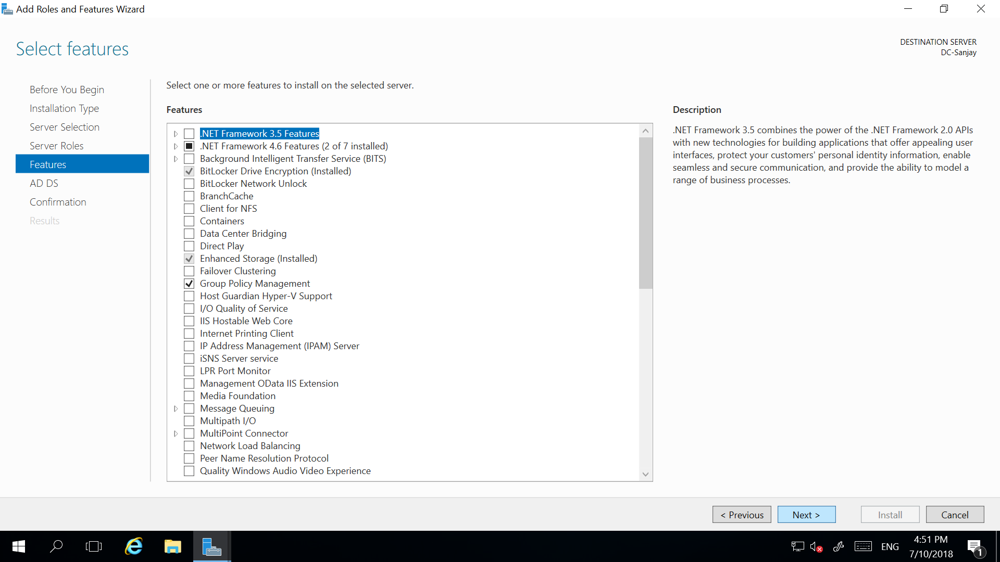 Add Roles and Features Wizard
Select features
DESTINATION SERVER
DC-Sanjay
Before You Begin
Installation Type
Server Selection
Server Roles
Features
AD DS
Confirmation
Results
Select one or more features to install on the selected server.
Features
.NET Framework 3.5 Features
.NET Framework 4.6 Features (2 of 7 installed)
Background Intelligent Transfer Service (BITS)
BitLocker Drive Encryption (Installed)
BitLocker Network Unlock
BranchCache
Client for NFS
Containers
Data Center Bridging
Direct Play
Enhanced Storage (Installed)
Failover Clustering
Group Policy Management
Host Guardian Hyper-V Support
I/O Quality of Service
IIS Hostable Web Core
Internet Printing Client
IP Address Management (IPAM) Server
iSNS Server service
LPR Port Monitor
Management OData IIS Extension
Media Foundation
Message Queuing
Multipath I/O
MultiPoint Connector
Network Load Balancing
Peer Name Resolution Protocol
Quality Windows Audio Video Experience
Description
.NET Framework 3.5 combines the power of the .NET Framework 2.0 APIs
with new technologies for building applications that offer appealing user
interfaces, protect your customers' personal identity information, enable
seamless and secure communication, and provide the ability to model a
range of business processes.
< Previous
Next >
Install
Cancel
ENG
4:51 PM
7/10/2018
1